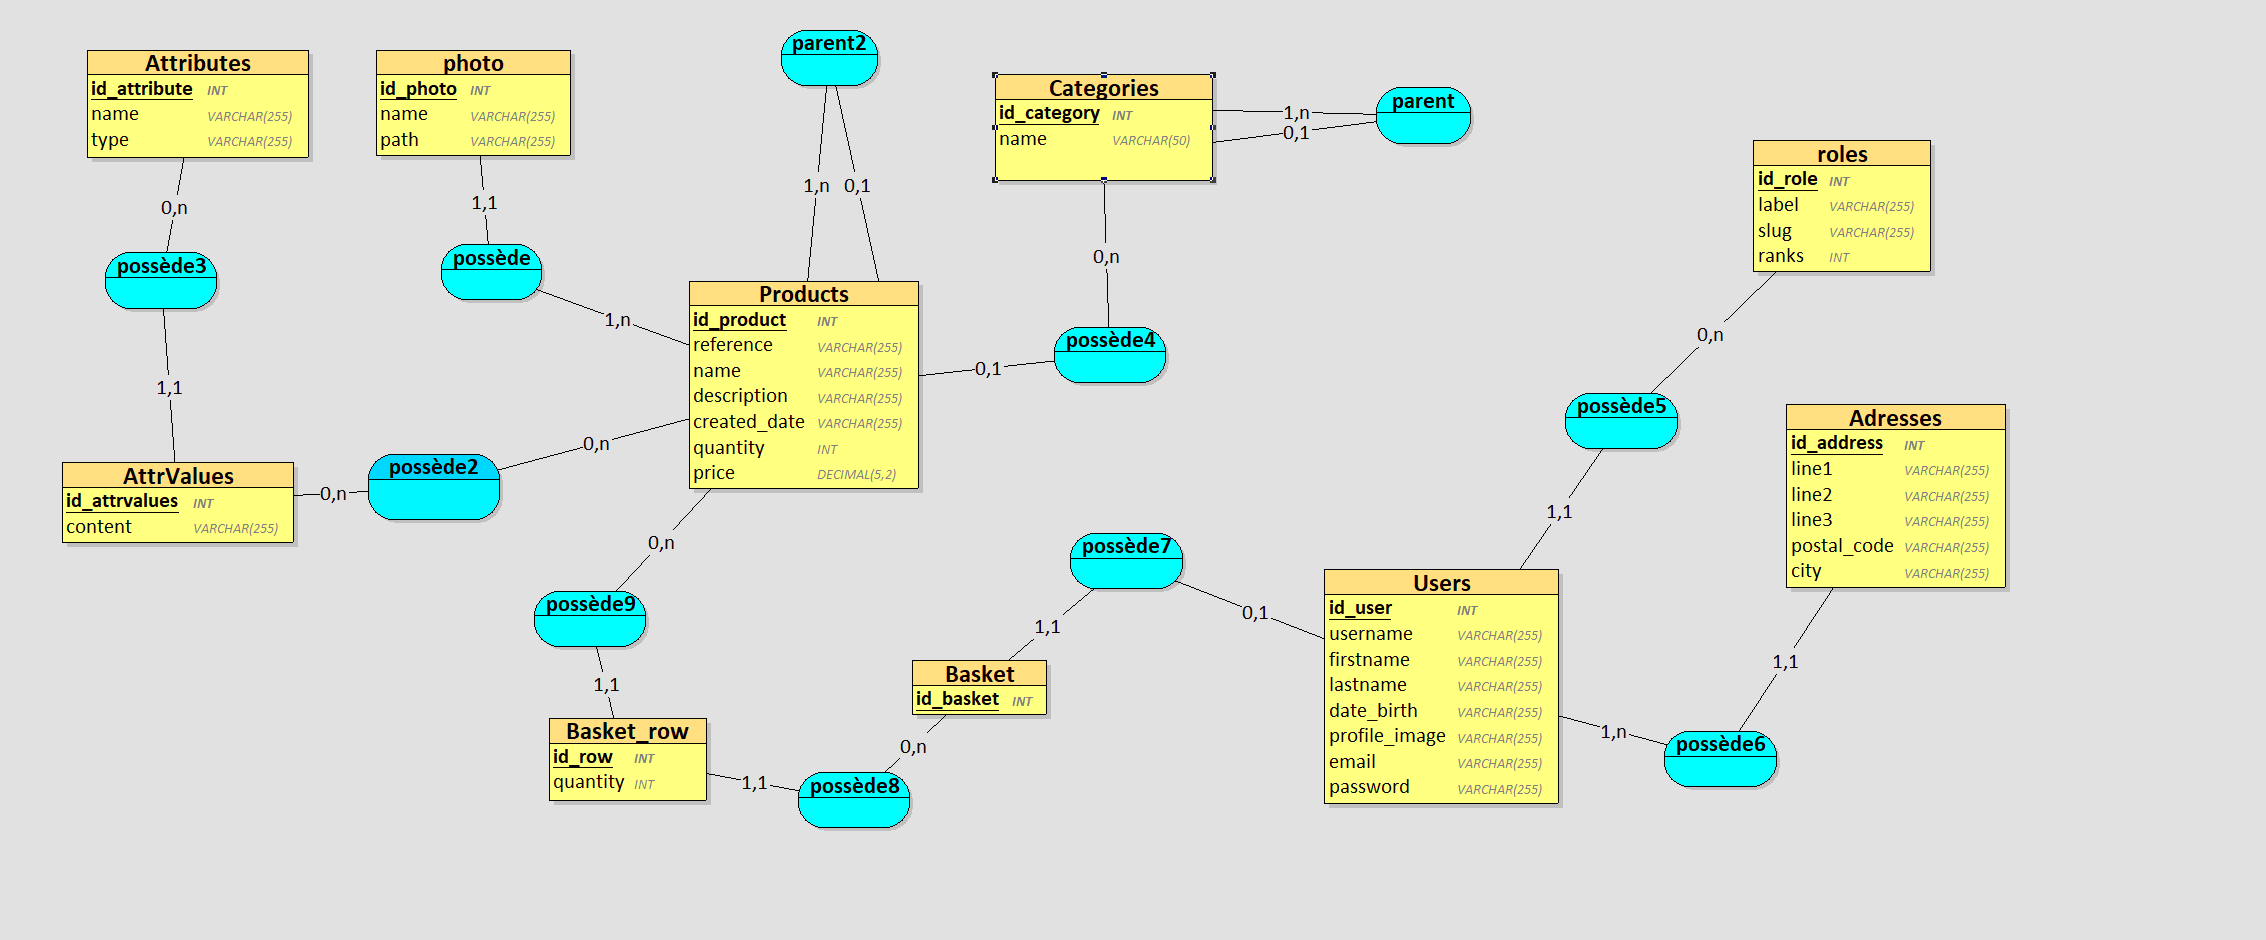 Attributes
id_attribute INT
name VARCHAR(255)
type VARCHAR(255)
0,n
possède3
1,1
AttrValues
id_attrvalues INT
content VARCHAR(255)
0,n
possède2
0,n
photo
id_photo INT
name VARCHAR(255)
path VARCHAR(255)
1,1
possède
1,n
parent2
1,n
0,1
Products
id_product INT
reference VARCHAR(255)
name VARCHAR(255)
description VARCHAR(255)
created_date VARCHAR(255)
quantity INT
price DECIMAL(5,2)
0,1
possède4
0,n
Categories
id_category INT
name VARCHAR(50)
1,n
0,1
parent
0,n
possède9
1,1
Basket_row
id_row INT
quantity INT
1,1
possède8
0,n
Basket
id_basket INT
1,1
possède7
0,1
Users
id_user INT
username VARCHAR(255)
firstname VARCHAR(255)
lastname VARCHAR(255)
date_birth VARCHAR(255)
profile_image VARCHAR(255)
email VARCHAR(255)
password VARCHAR(255)
1,1
possède5
0,n
roles
id_role INT
label VARCHAR(255)
slug VARCHAR(255)
ranks INT
1,n
possède6
1,1
Adresses
id_address INT
line1 VARCHAR(255)
line2 VARCHAR(255)
line3 VARCHAR(255)
postal_code VARCHAR(255)
city VARCHAR(255)